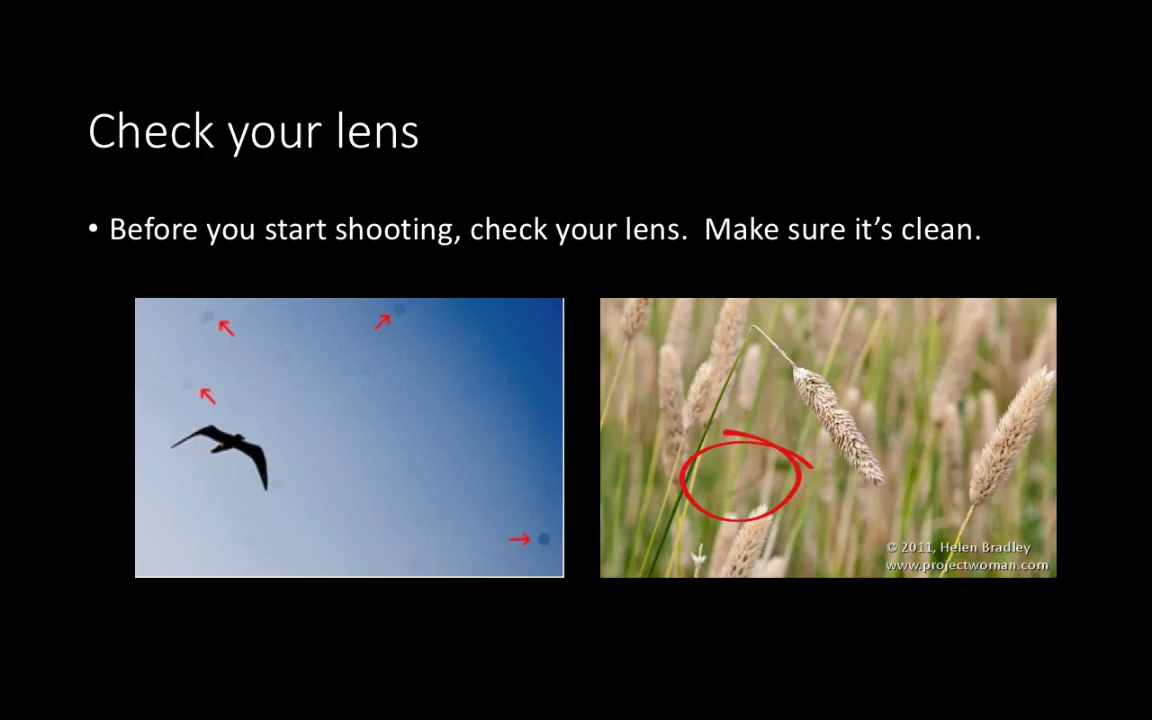 Check your lens
• Before you start shooting, check your lens.  Make sure it’s clean.
© 2011, Helen Bradley
www.projectwoman.com